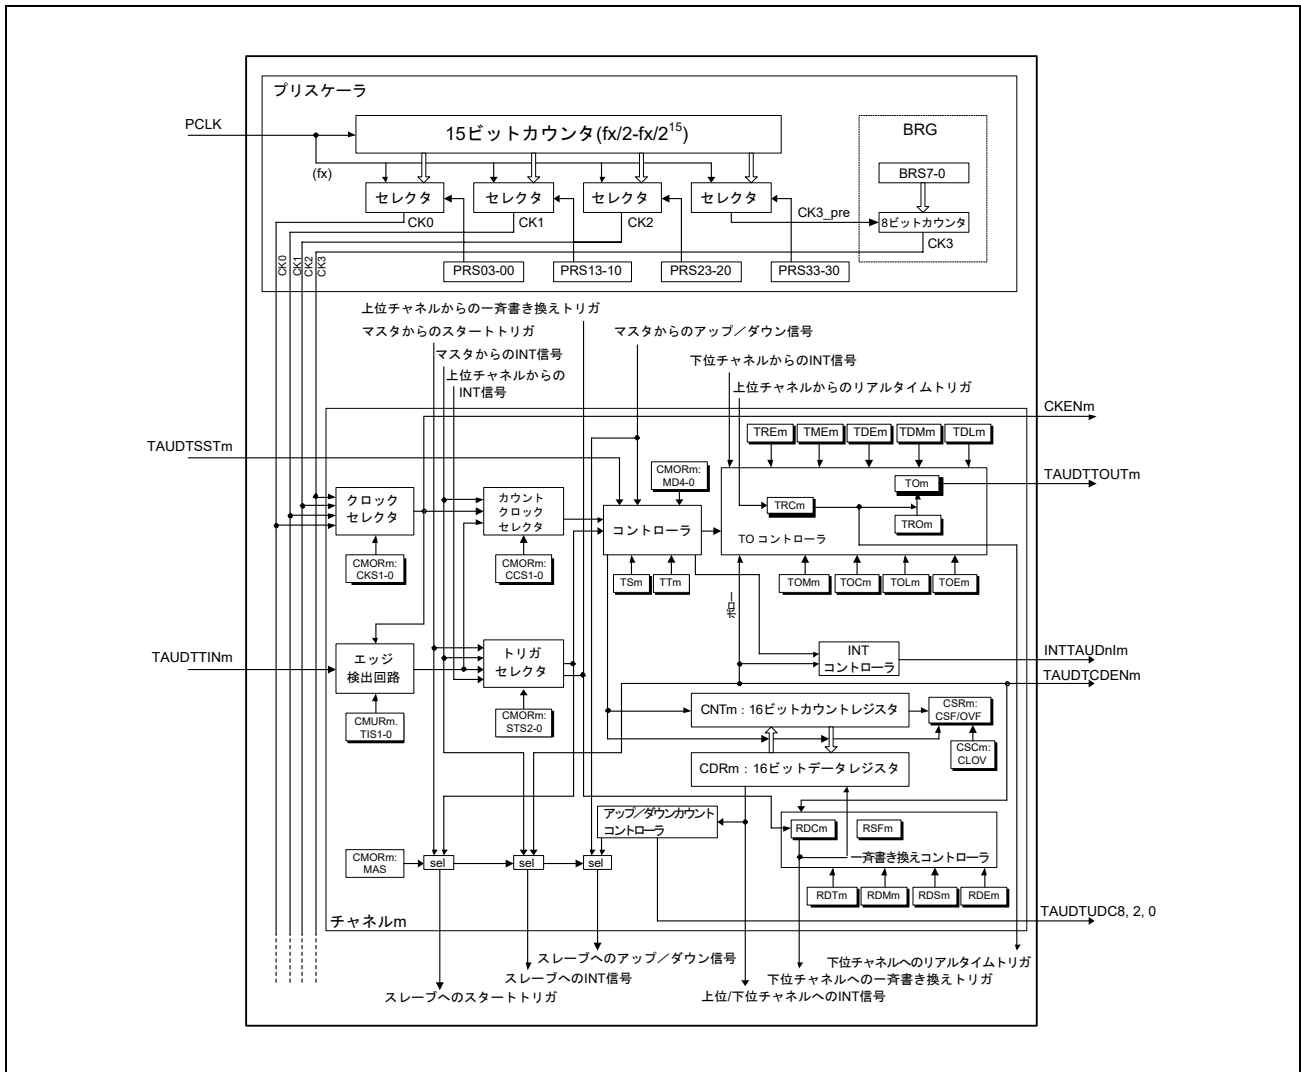 プリスケーラ
PCLK
15ビットカウンタ(fx/2-fx/2¹⁵)
BRG
(fx)
BRS7-0
セレクタ
セレクタ
セレクタ
セレクタ
CK0
CK1
CK2
CK3_pre
8ビットカウンタ
CK3
CK0
CK1
CK2
CK3
PRS03-00
PRS13-10
PRS23-20
PRS33-30
上位チャネルからの一斉書き換えトリガ
マスタからのスタートトリガ
マスタからのアップ/ダウン信号
マスタからのINT信号
下位チャネルからのINT信号
上位チャネルからの
INT信号
上位チャネルからのリアルタイムトリガ
CKENm
TAUDTSSTm
TREm
TMEm
TDEm
TDMm
TDLm
CMORm:
MD4-0
TAUDTTOUTm
TOm
クロック
セレクタ
カウント
クロック
セレクタ
コントローラ
TRCm
TROm
TO コントローラ
CMORm:
CKS1-0
CMORm:
CCS1-0
TSm
TTm
TOMm
TOCm
TOLm
TOEm
ーロポ
TAUDTTINm
エッジ
検出回路
トリガ
セレクタ
INT
コントローラ
INTTAUDnIm
TAUDTCDENm
CMURm.
TIS1-0
CMORm:
STS2-0
CNTm:16ビットカウントレジスタ
CSRm:
CSF/OVF
CSCm:
CLOV
CDRm:16ビットデータレジスタ
アップ/ダウンカウント
コントローラ
RDCm
RSFm
一斉書き換えコントローラ
CMORm:
MAS
sel
sel
sel
RDTm
RDMm
RDSm
RDEm
TAUDTUDC8, 2, 0
チャネルm
スレーブへのアップ/ダウン信号
下位チャネルへのリアルタイムトリガ
スレーブへのINT信号
下位チャネルへの一斉書き換えトリガ
スレーブへのスタートトリガ
上位/下位チャネルへのINT信号